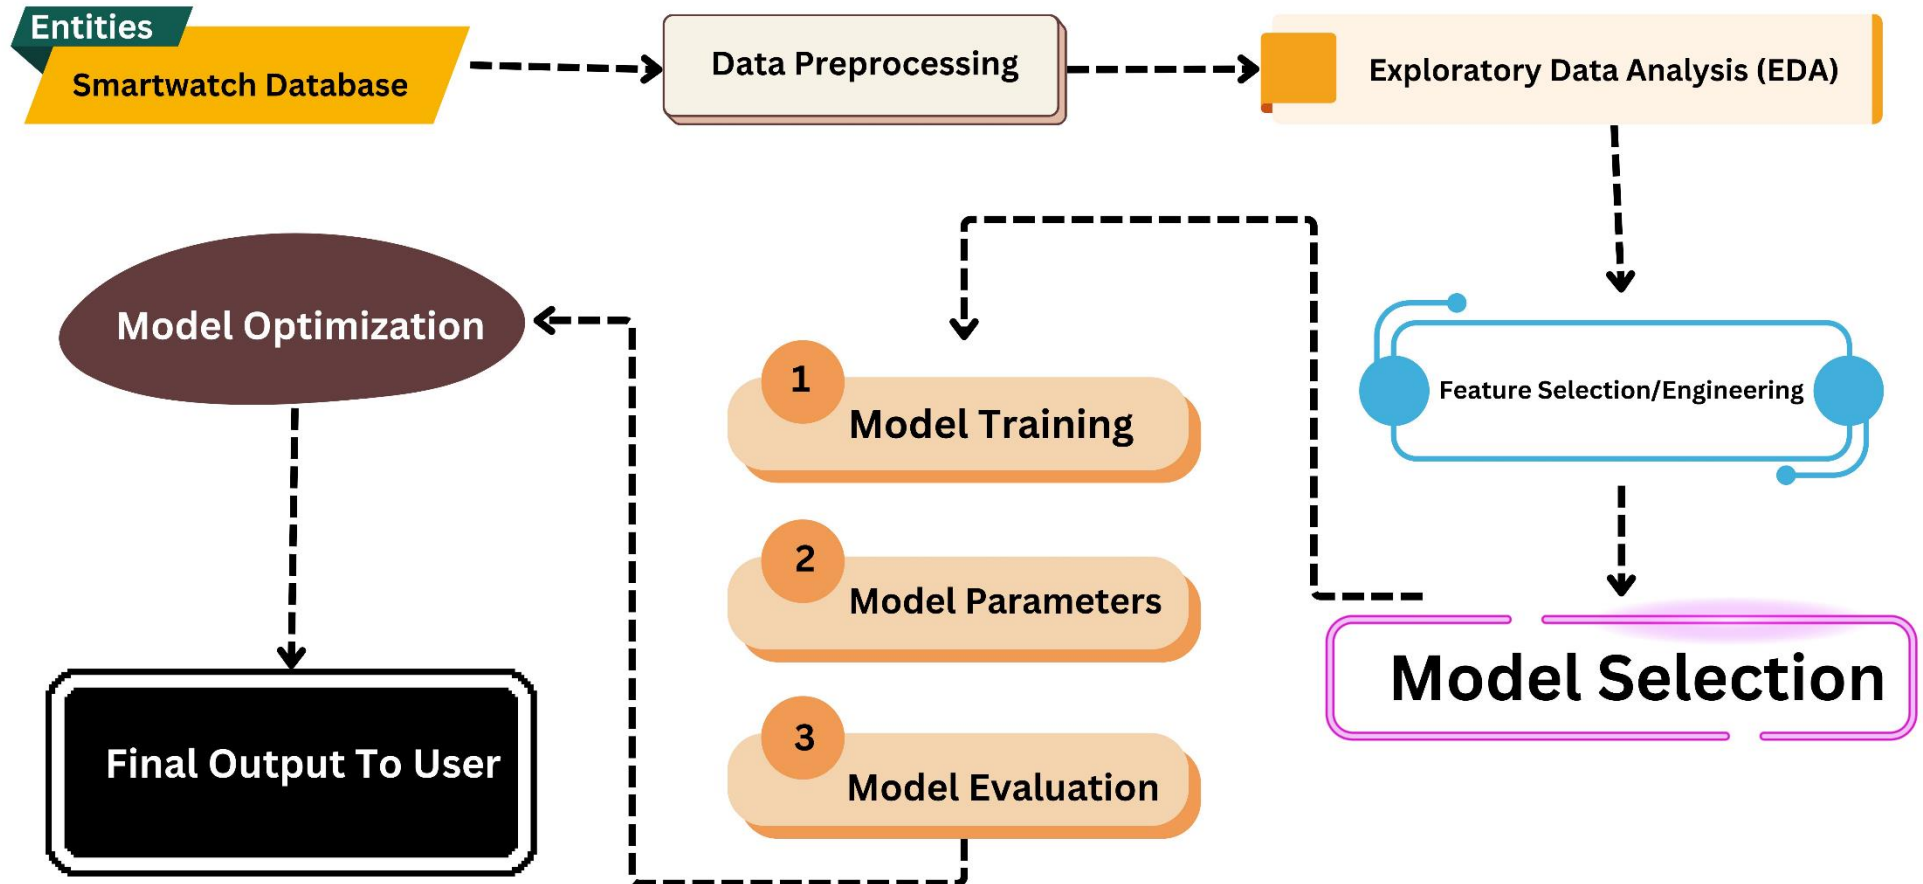 Entities
Smartwatch Database
Data Preprocessing
Exploratory Data Analysis (EDA)
Feature Selection/Engineering
Model Selection
1
Model Training
2
Model Parameters
3
Model Evaluation
Model Optimization
Final Output To User